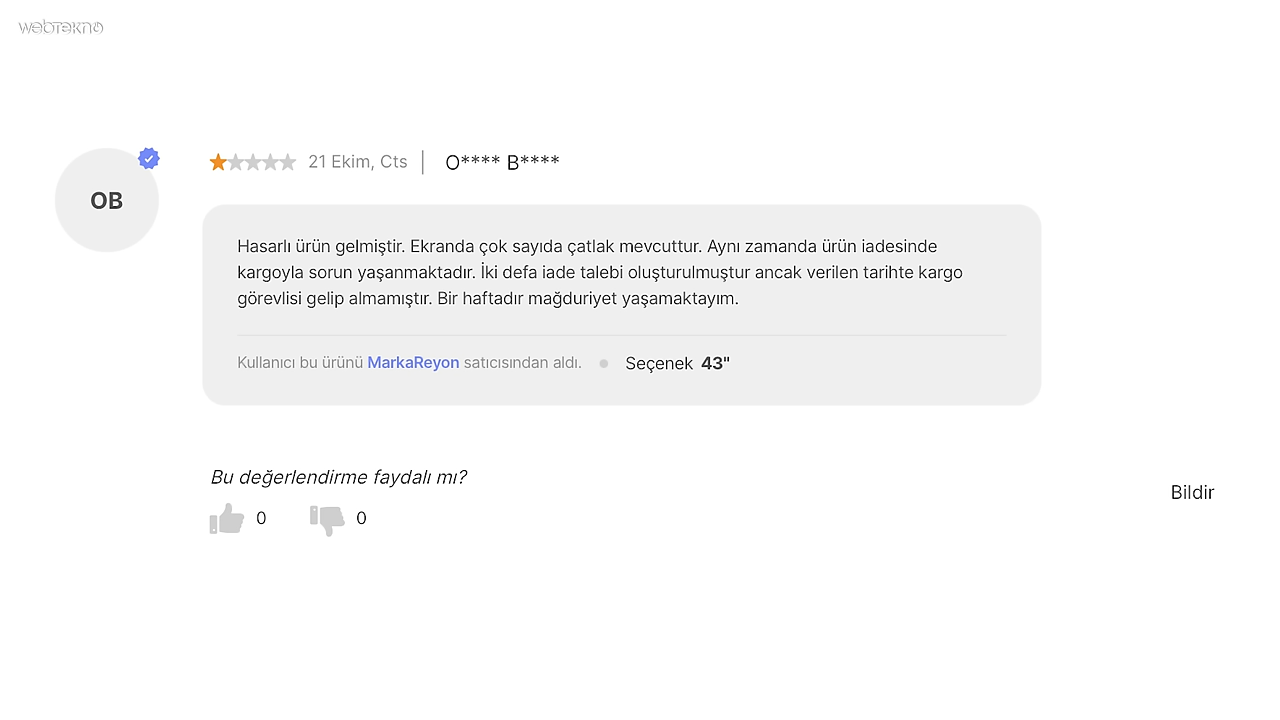 webtekno
OB
21 Ekim, Cts | O**** B****
Hasarlı ürün gelmiştir. Ekranda çok sayıda çatlak mevcuttur. Aynı zamanda ürün iadesinde
kargoyla sorun yaşanmaktadır. İki defa iade talebi oluşturulmuştur ancak verilen tarihte kargo
görevlisi gelip almamıştır. Bir haftadır mağduriyet yaşamaktayım.
Kullanıcı bu ürünü MarkaReyon satıcısından aldı. Seçenek 43"
Bu değerlendirme faydalı mı?
Bildir
0 0